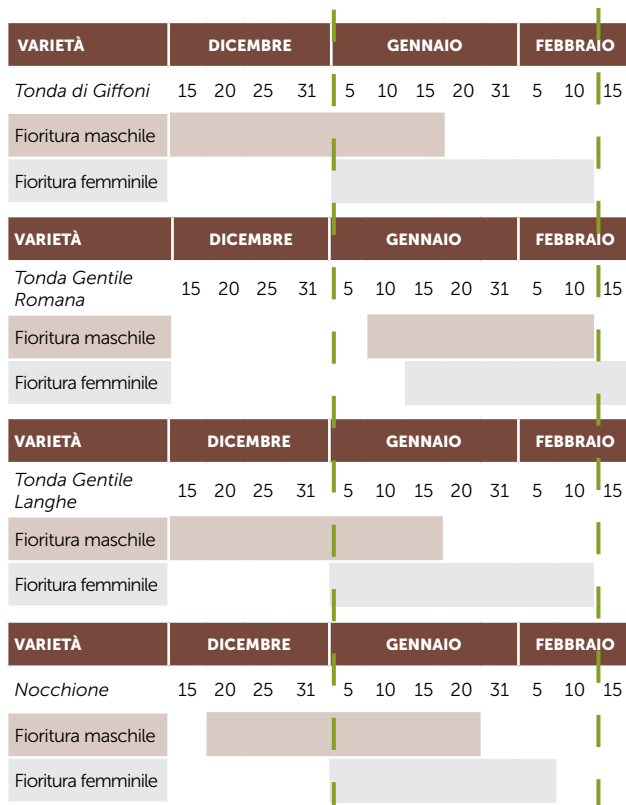 VARIETÀ DICEMBRE GENNAIO FEBBRAIO
Tonda di Giffoni 15 20 25 31 5 10 15 20 31 5 10 15
Fioritura maschile
Fioritura femminile
VARIETÀ DICEMBRE GENNAIO FEBBRAIO
Tonda Gentile
Romana 15 20 25 31 5 10 15 20 31 5 10 15
Fioritura maschile
Fioritura femminile
VARIETÀ DICEMBRE GENNAIO FEBBRAIO
Tonda Gentile
Langhe 15 20 25 31 5 10 15 20 31 5 10 15
Fioritura maschile
Fioritura femminile
VARIETÀ DICEMBRE GENNAIO FEBBRAIO
Nocchione 15 20 25 31 5 10 15 20 31 5 10 15
Fioritura maschile
Fioritura femminile